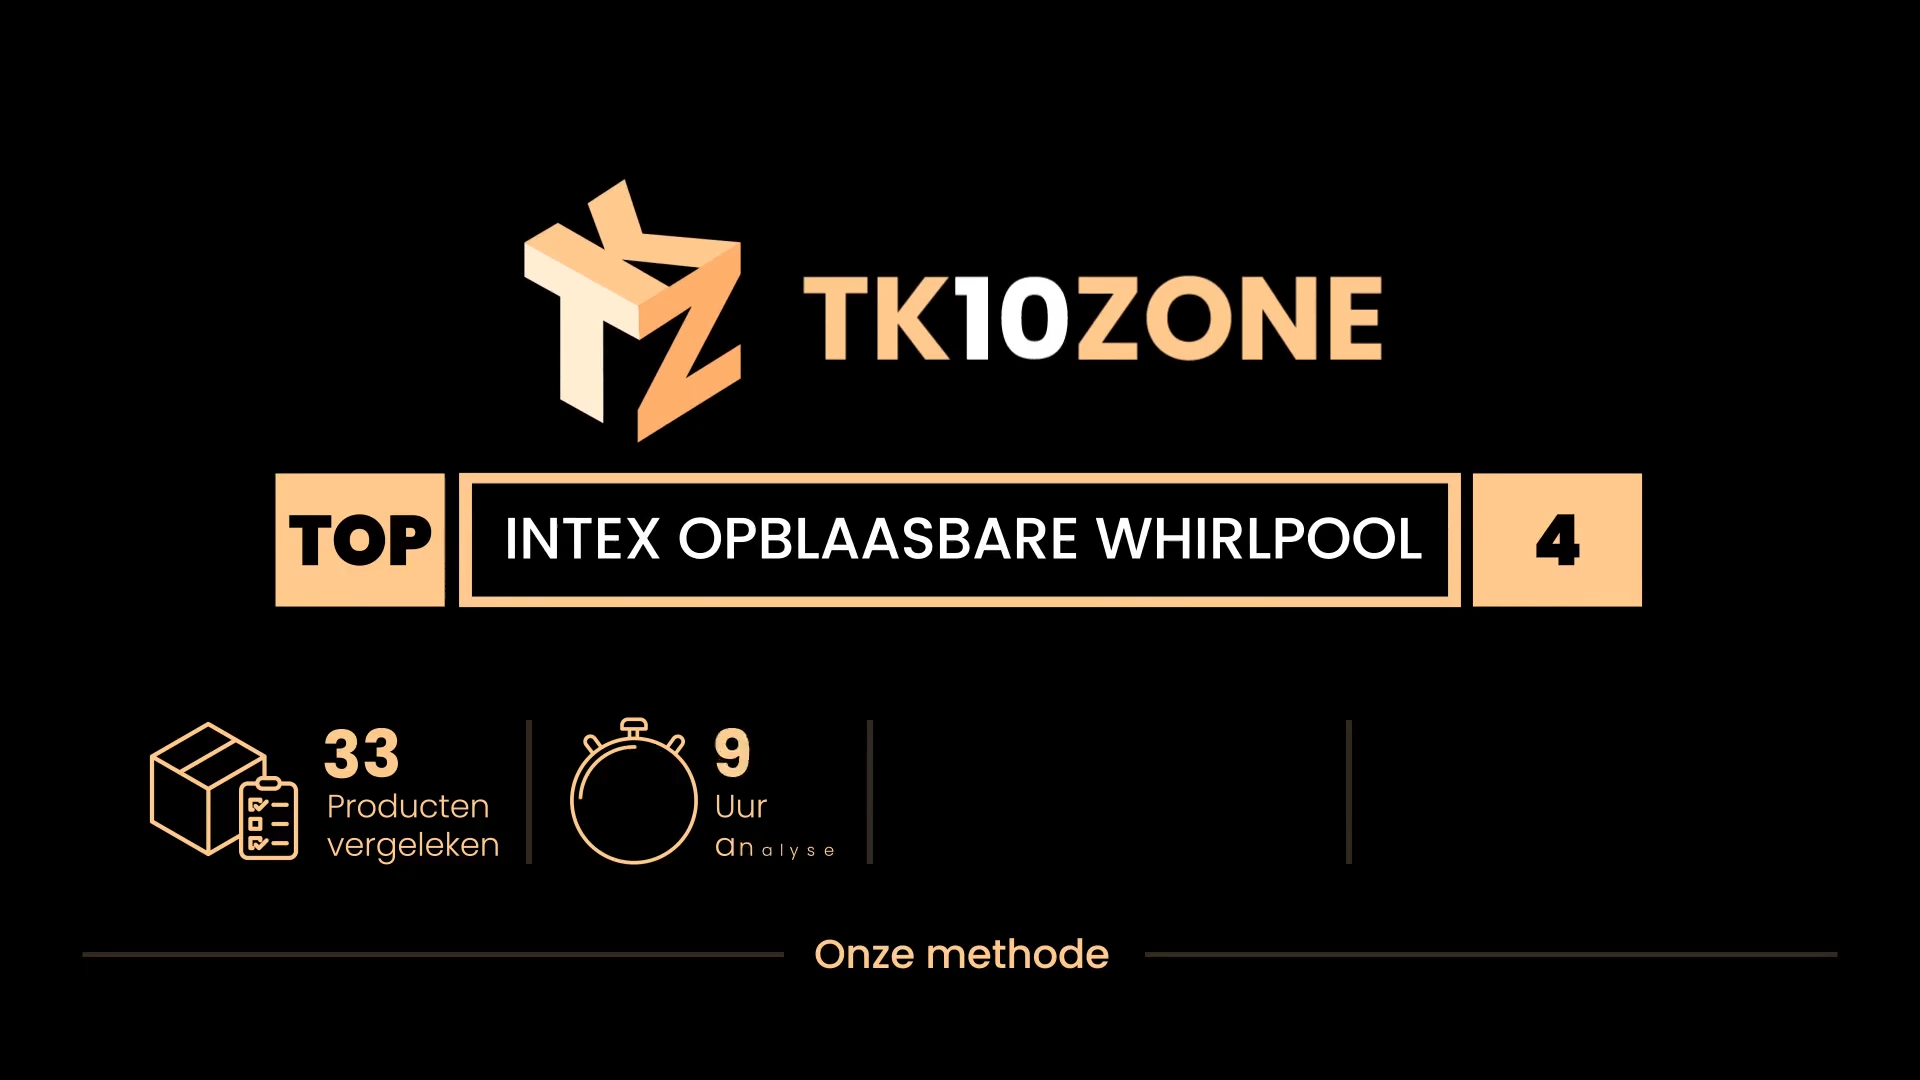 TK10ZONE
TOP INTEX OPBLAASBARE WHIRLPOOL 4
33
Producten
vergeleken
9
Uur
analyse
Onze methode